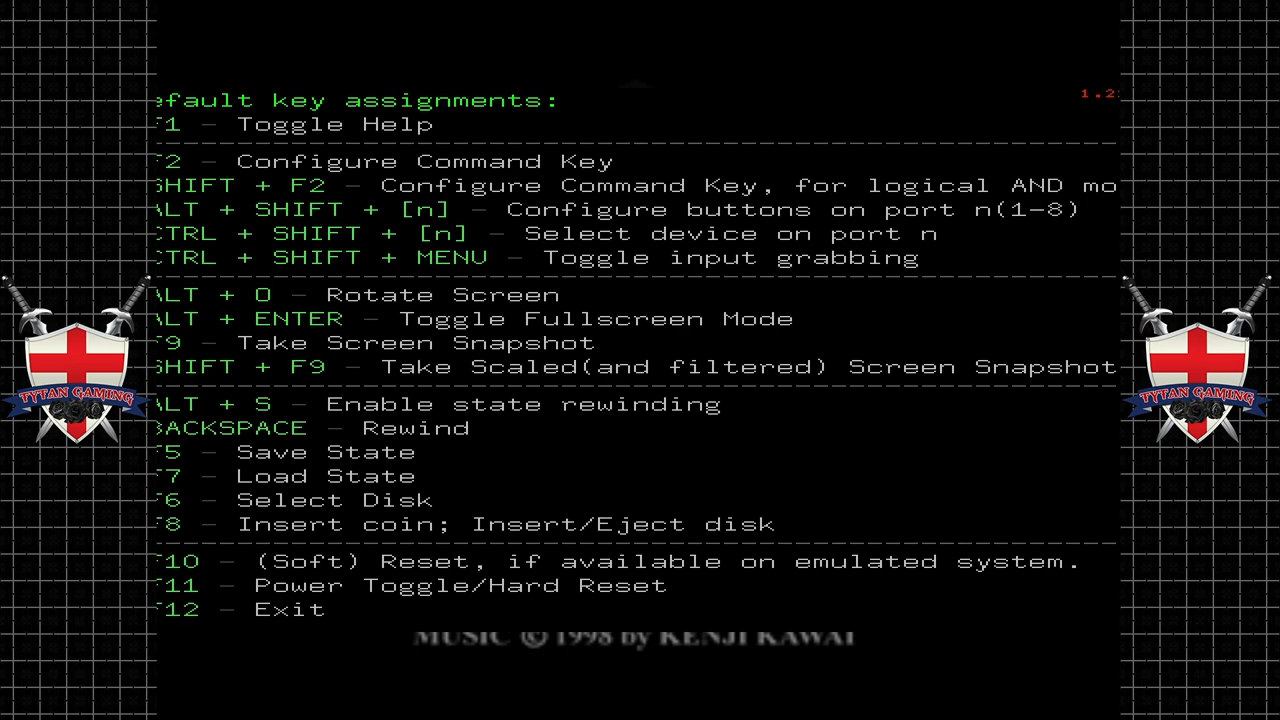 efault key assignments:
1.2
F1 - Toggle Help
F2 - Configure Command Key
SHIFT + F2 - Configure Command Key, for logical AND mo
ALT + SHIFT + [n] - Configure buttons on port n(1-8)
CTRL + SHIFT + [n] - Select device on port n
CTRL + SHIFT + MENU - Toggle input grabbing
ALT + O - Rotate Screen
ALT + ENTER - Toggle Fullscreen Mode
F9 - Take Screen Snapshot
SHIFT + F9 - Take Scaled(and filtered) Screen Snapshot
ALT + S - Enable state rewinding
BACKSPACE - Rewind
F5 - Save State
F7 - Load State
F6 - Select Disk
F8 - Insert coin; Insert/Eject disk
F10 - (Soft) Reset, if available on emulated system.
F11 - Power Toggle/Hard Reset
F12 - Exit
MUSIC © 1998 by KENJI KAWAI
TYTAN GAMING
TYTAN GAMING